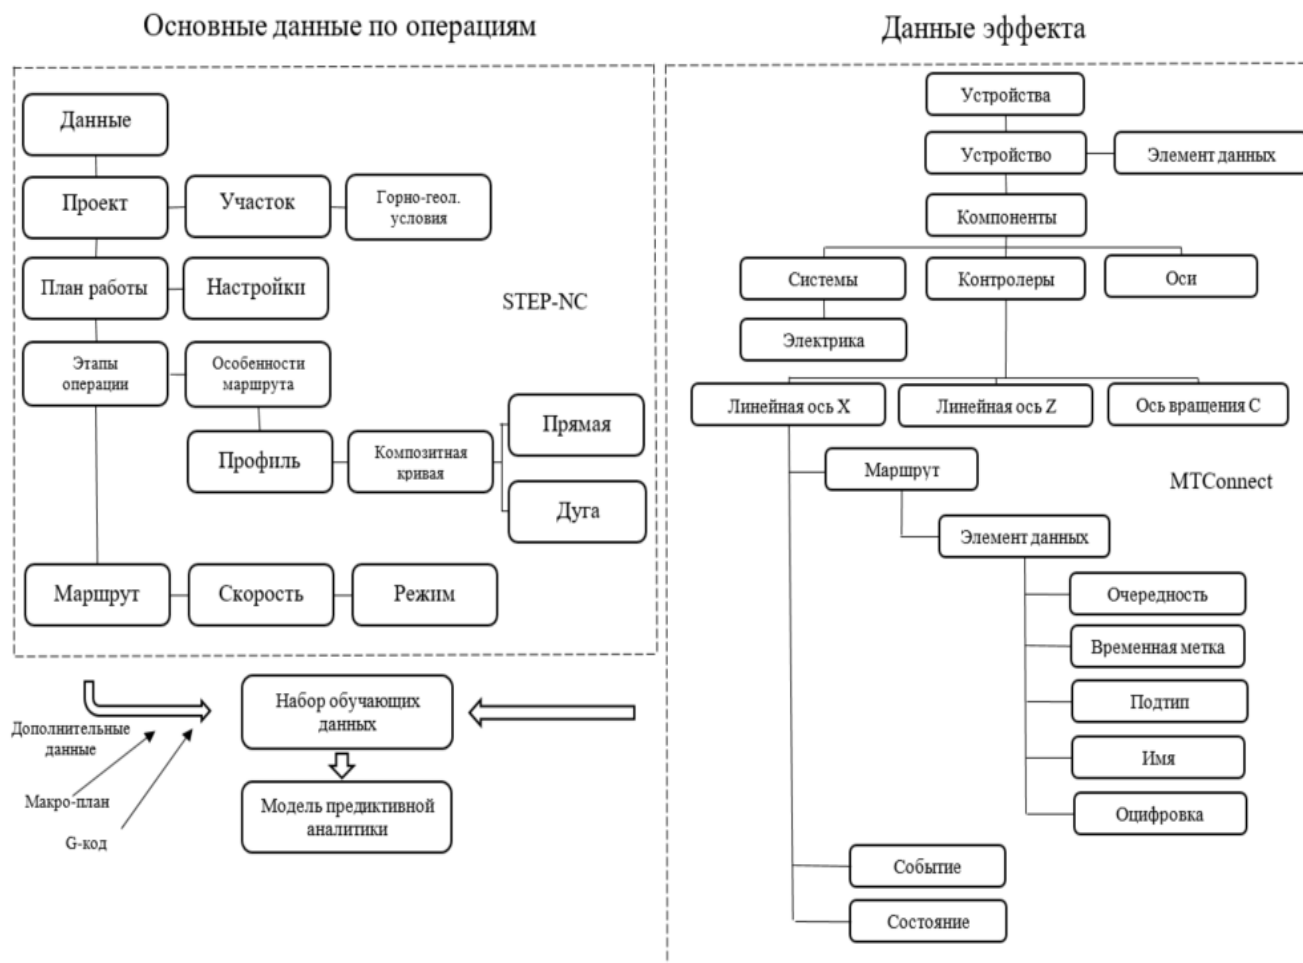 Основные данные по операциям
Данные
Проект
Участок
Горно-геол.
условия
План работы
Настройки
STEP-NC
Этапы
операции
Особенности
маршрута
Профиль
Композитная
кривая
Прямая
Дуга
Маршрут
Скорость
Режим
Дополнительные
данные
Макро-план
G-код
Набор обучающих
данных
Модель предиктивной
аналитики
Данные эффекта
Устройства
Устройство
Элемент данных
Компоненты
Системы
Контролеры
Оси
Электрика
Линейная ось X
Линейная ось Z
Ось вращения C
Маршрут
MTConnect
Элемент данных
Очередность
Временная метка
Подтип
Имя
Оцифровка
Событие
Состояние